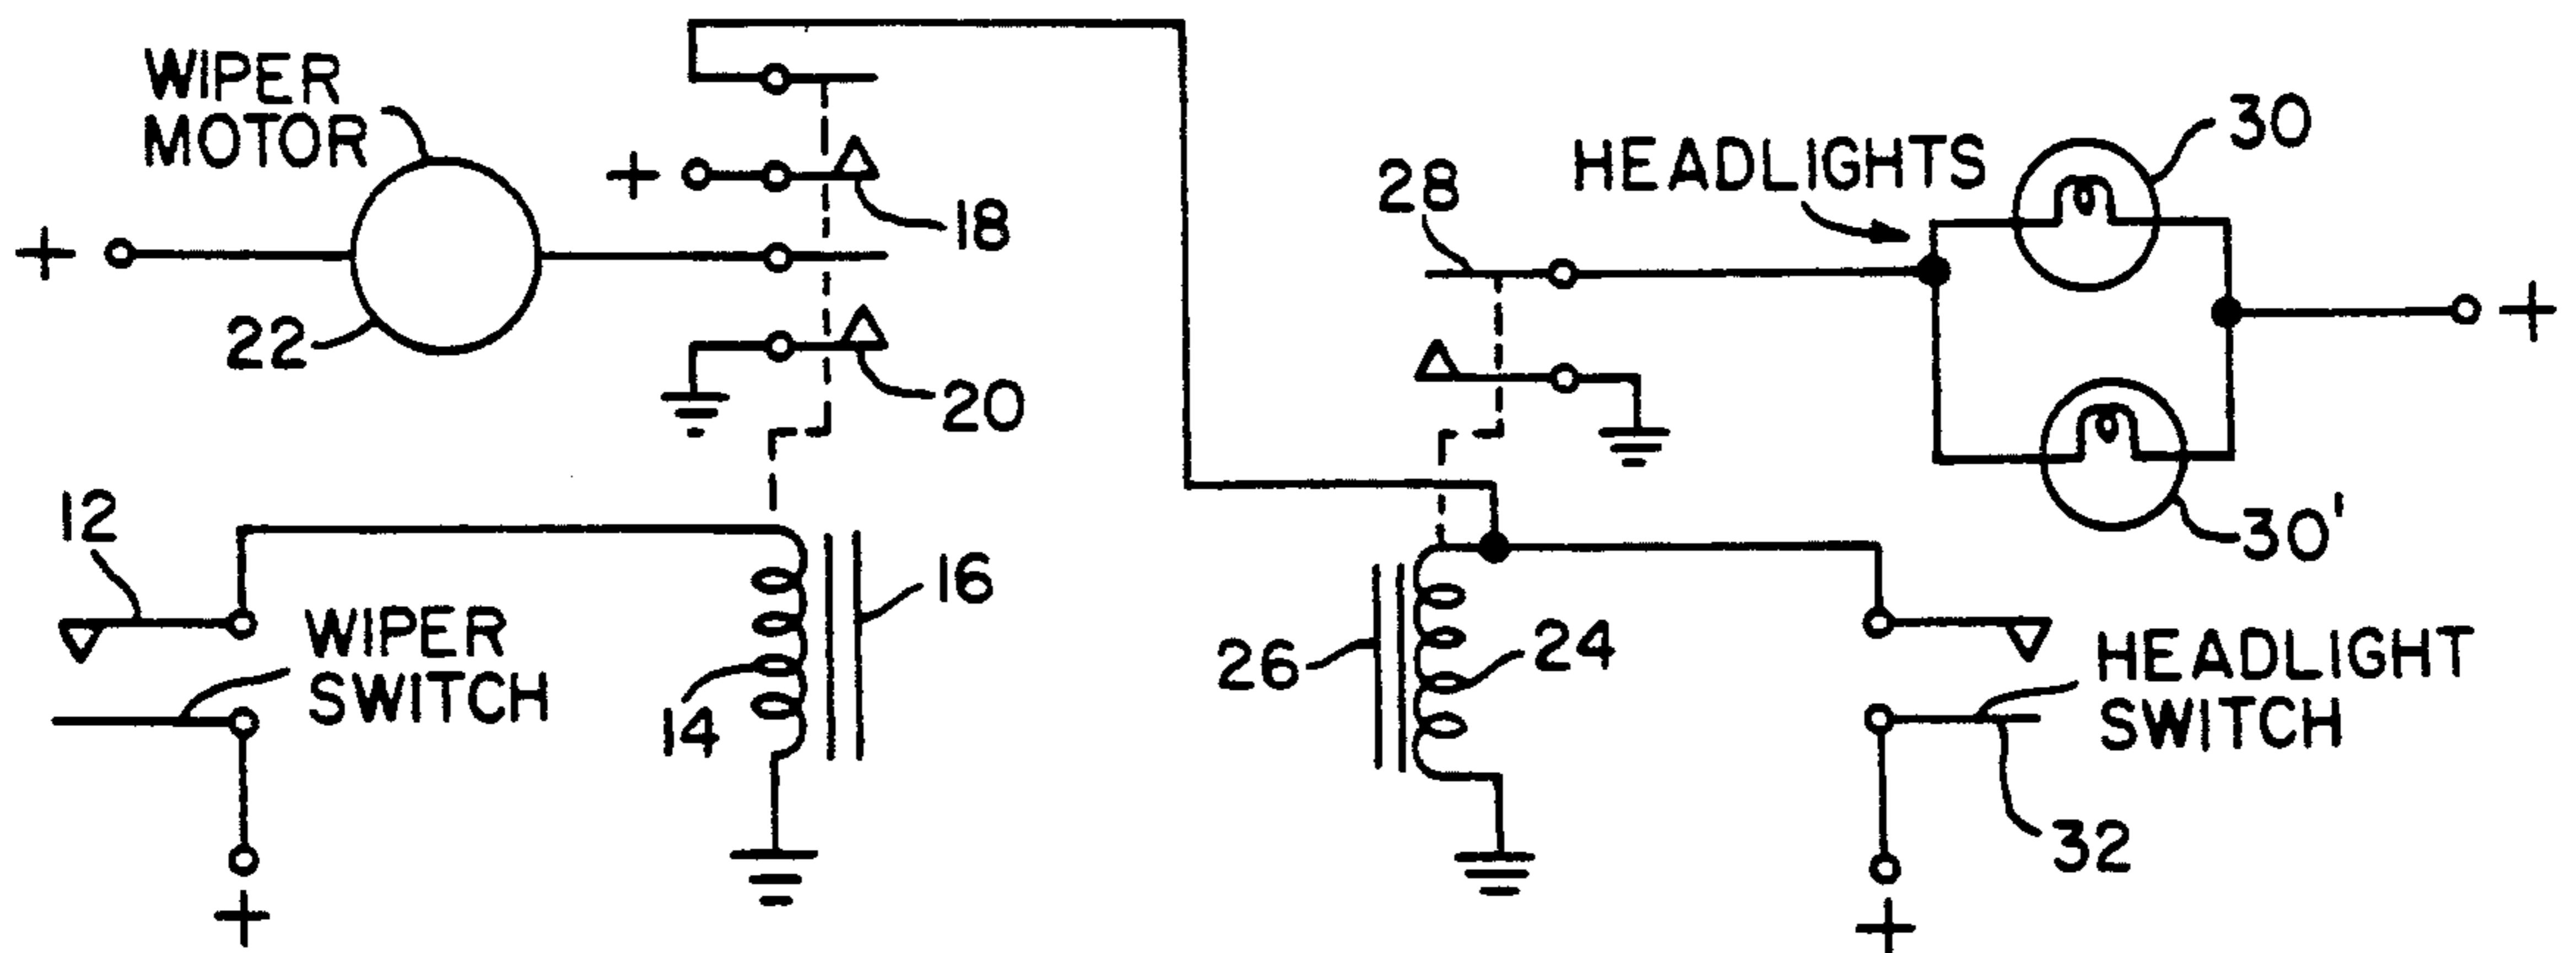 WIPER
MOTOR
+
18
+
22
20
28
HEADLIGHTS
30
+
30'
12
WIPER
SWITCH
+
14
16
26
24
HEADLIGHT
SWITCH
32
+